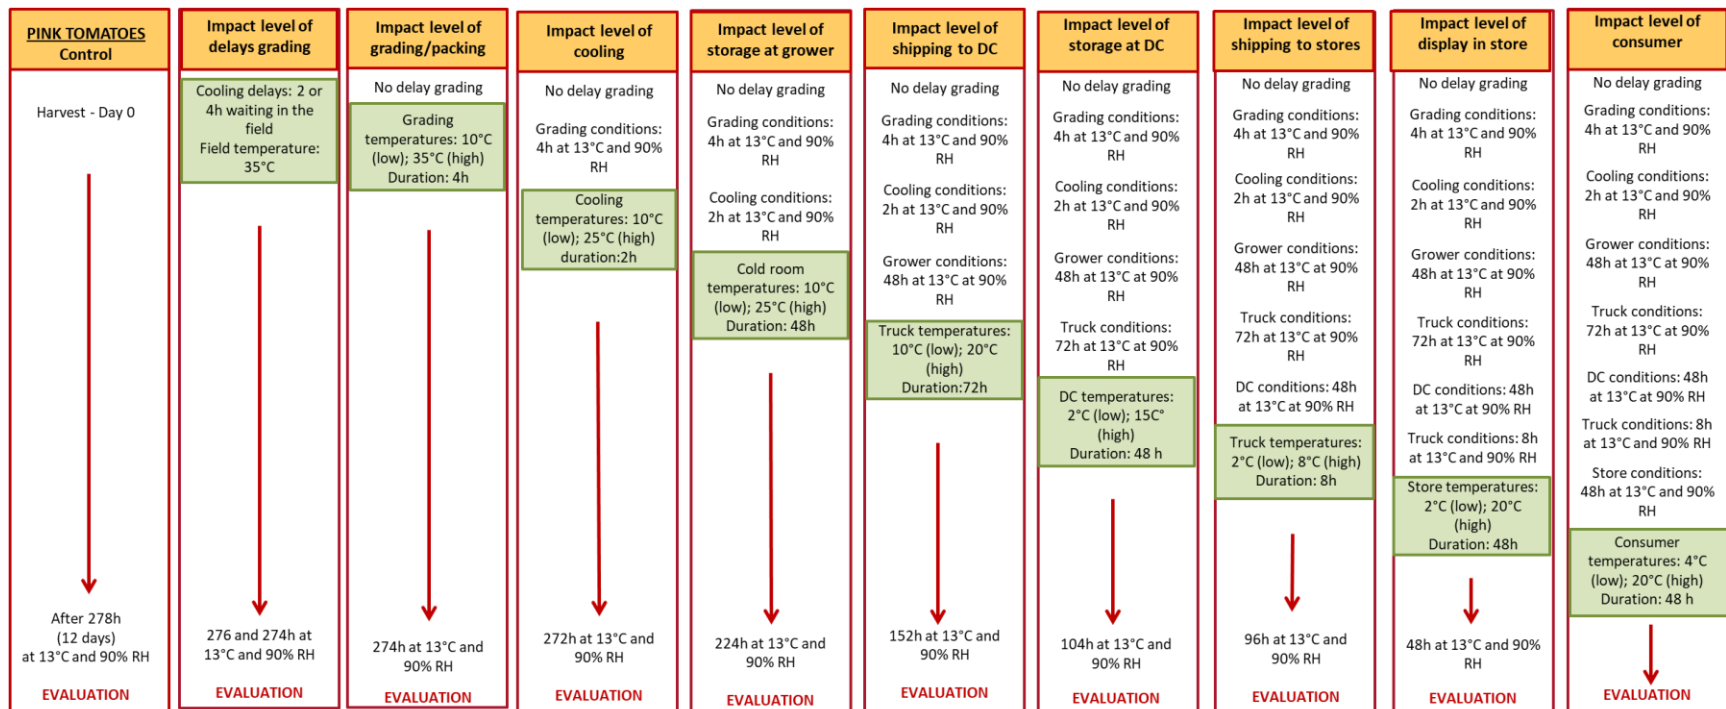 PINK TOMATOES
Control
Harvest - Day 0
After 278h
(12 days)
at 13°C and 90% RH
EVALUATION
Impact level of
delays grading
Cooling delays: 2 or
4h waiting in the
field
Field temperature:
35°C
276 and 274h at
13°C and 90% RH
EVALUATION
Impact level of
grading/packing
No delay grading
Grading
temperatures: 10°C
(low); 35°C (high)
Duration: 4h
274h at 13°C and
90% RH
EVALUATION
Impact level of
cooling
No delay grading
Grading conditions:
4h at 13°C and 90%
RH
Cooling
temperatures: 10°C
(low); 25°C (high)
duration:2h
272h at 13°C and
90% RH
EVALUATION
Impact level of
storage at grower
No delay grading
Grading conditions:
4h at 13°C and 90%
RH
Cooling conditions:
2h at 13°C and 90%
RH
Cold room
temperatures: 10°C
(low); 25°C (high)
Duration: 48h
224h at 13°C and
90% RH
EVALUATION
Impact level of
shipping to DC
No delay grading
Grading conditions:
4h at 13°C and 90%
RH
Cooling conditions:
2h at 13°C and 90%
RH
Grower conditions:
48h at 13°C at 90%
RH
Truck temperatures:
10°C (low); 20°C
(high)
Duration:72h
152h at 13°C and
90% RH
EVALUATION
Impact level of
storage at DC
No delay grading
Grading conditions:
4h at 13°C and 90%
RH
Cooling conditions:
2h at 13°C and 90%
RH
Grower conditions:
48h at 13°C at 90%
RH
Truck conditions:
72h at 13°C at 90%
RH
DC temperatures:
2°C (low); 15C°
(high)
Duration: 48 h
104h at 13°C and
90% RH
EVALUATION
Impact level of
shipping to stores
No delay grading
Grading conditions:
4h at 13°C and 90%
RH
Cooling conditions:
2h at 13°C and 90%
RH
Grower conditions:
48h at 13°C at 90%
RH
Truck conditions:
72h at 13°C at 90%
RH
DC conditions: 48h
at 13°C at 90% RH
Truck temperatures:
2°C (low); 8°C (high)
Duration: 8h
96h at 13°C and
90% RH
EVALUATION
Impact level of
display in store
No delay grading
Grading conditions:
4h at 13°C and 90%
RH
Cooling conditions:
2h at 13°C and 90%
RH
Grower conditions:
48h at 13°C at 90%
RH
Truck conditions:
72h at 13°C at 90%
RH
DC conditions: 48h
at 13°C at 90% RH
Truck conditions: 8h
at 13°C and 90% RH
Store temperatures:
2°C (low); 20°C
(high)
Duration: 48h
48h at 13°C and 90%
RH
EVALUATION
Impact level of
consumer
No delay grading
Grading conditions:
4h at 13°C and 90%
RH
Cooling conditions:
2h at 13°C and 90%
RH
Grower conditions:
48h at 13°C at 90%
RH
Truck conditions:
72h at 13°C at 90%
RH
DC conditions: 48h
at 13°C at 90% RH
Truck conditions: 8h
at 13°C and 90% RH
Store conditions:
48h at 13°C and 90%
RH
Consumer
temperatures: 4°C
(low); 20°C (high)
Duration: 48 h
EVALUATION